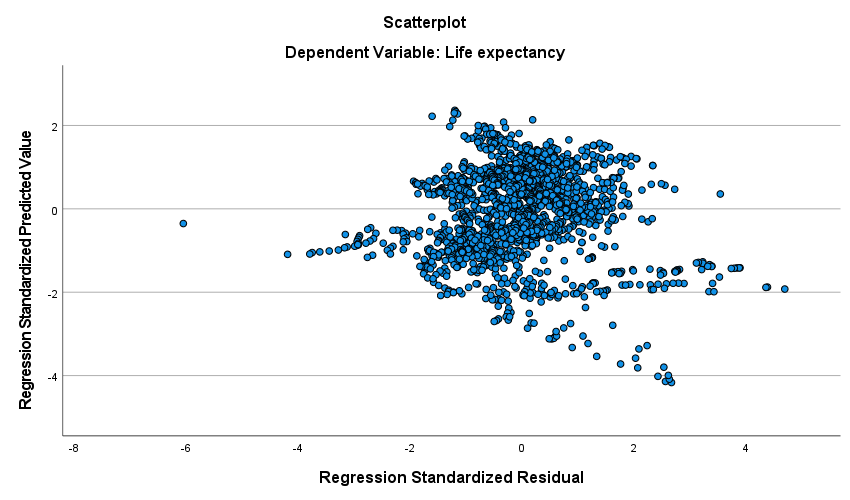 Scatterplot
Dependent Variable: Life expectancy
Regression Standardized Predicted Value
2
0
-2
-4
-8
-6
-4
-2
0
2
4
Regression Standardized Residual